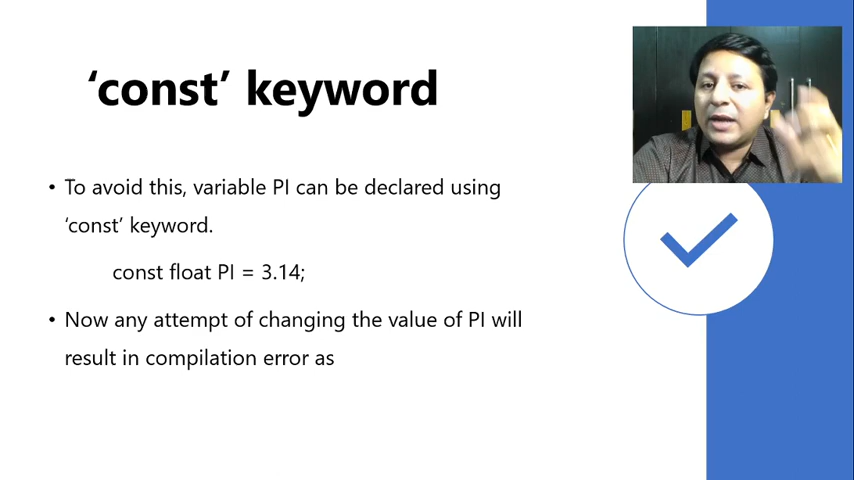 ‘const’ keyword
• To avoid this, variable PI can be declared using
‘const’ keyword.
const float PI = 3.14;
• Now any attempt of changing the value of PI will
result in compilation error as